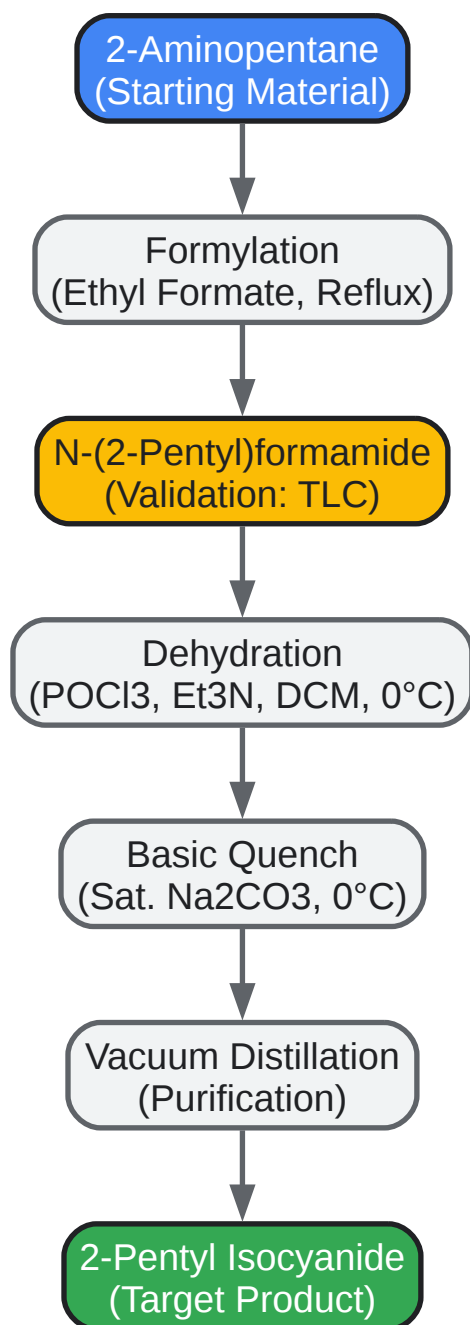 2-Aminopentane
(Starting Material)
Formylation
(Ethyl Formate, Reflux)
N-(2-Pentyl)formamide
(Validation: TLC)
Dehydration
(POCl3, Et3N, DCM, 0°C)
Basic Quench
(Sat. Na2CO3, 0°C)
Vacuum Distillation
(Purification)
2-Pentyl Isocyanide
(Target Product)